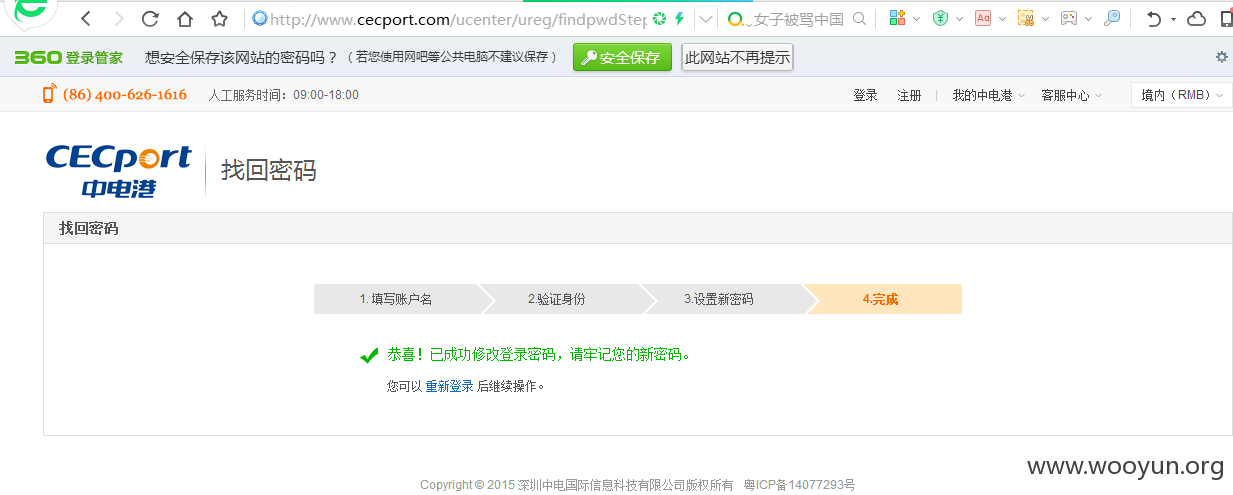 http://www.cecport.com/ucenter/ureg/findpwdStep
女子被骂中国
360登录管家 想安全保存该网站的密码吗？（若您使用网吧等公共电脑不建议保存） 安全保存 此网站不再提示
(86) 400-626-1616 人工服务时间：09:00-18:00 登录 注册 | 我的中电港 客服中心 境内（RMB）
CECport
中电港
找回密码
找回密码
1. 填写账户名 2.验证身份 3.设置新密码 4.完成
恭喜！已成功修改登录密码，请牢记您的新密码。
您可以 重新登录 后继续操作。
www.wooyun.org
Copyright © 2015 深圳中电国际信息科技有限公司版权所有 粤ICP备14077293号